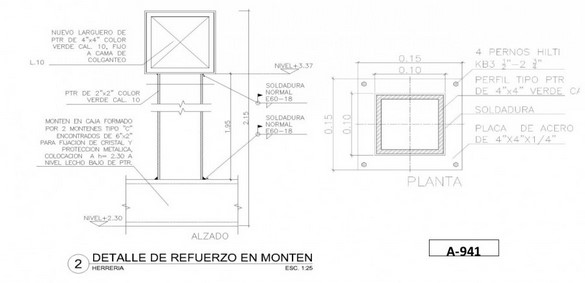 NUEVO LARGUERO DE
PTR DE 4"x4" COLOR
VERDE CAL. 10, FIJO
A CAMA DE
COLGANTEO
L.10
NIVEL+3.37
PTR DE 2"x2" COLOR
VERDE CAL. 10
SOLDADURA
NORMAL
E60-18
MONTEN EN CAJA FORMADO
POR 2 MONTENES TIPO "C"
ENCONTRADOS DE 6"x2"
PARA FIJACION DE CRISTAL Y
PROTECCION METALICA,
COLOCACION A h= 2.30 A
NIVEL LECHO BAJO DE PTR.
SOLDADURA
NORMAL
E60-18
1.95
2.15
NIVEL+2.30
ALZADO
2
DETALLE DE REFUERZO EN MONTEN
HERRERIA
ESC. 1:25
0.15
0.10
0.15
0.10
4 PERNOS HILTI
KB3
PERFIL TIPO PTR
DE 4"x4" VERDE CA
SOLDADURA
PLACA DE ACERO
DE 4"X4"X1/4"
PLANTA
A-941